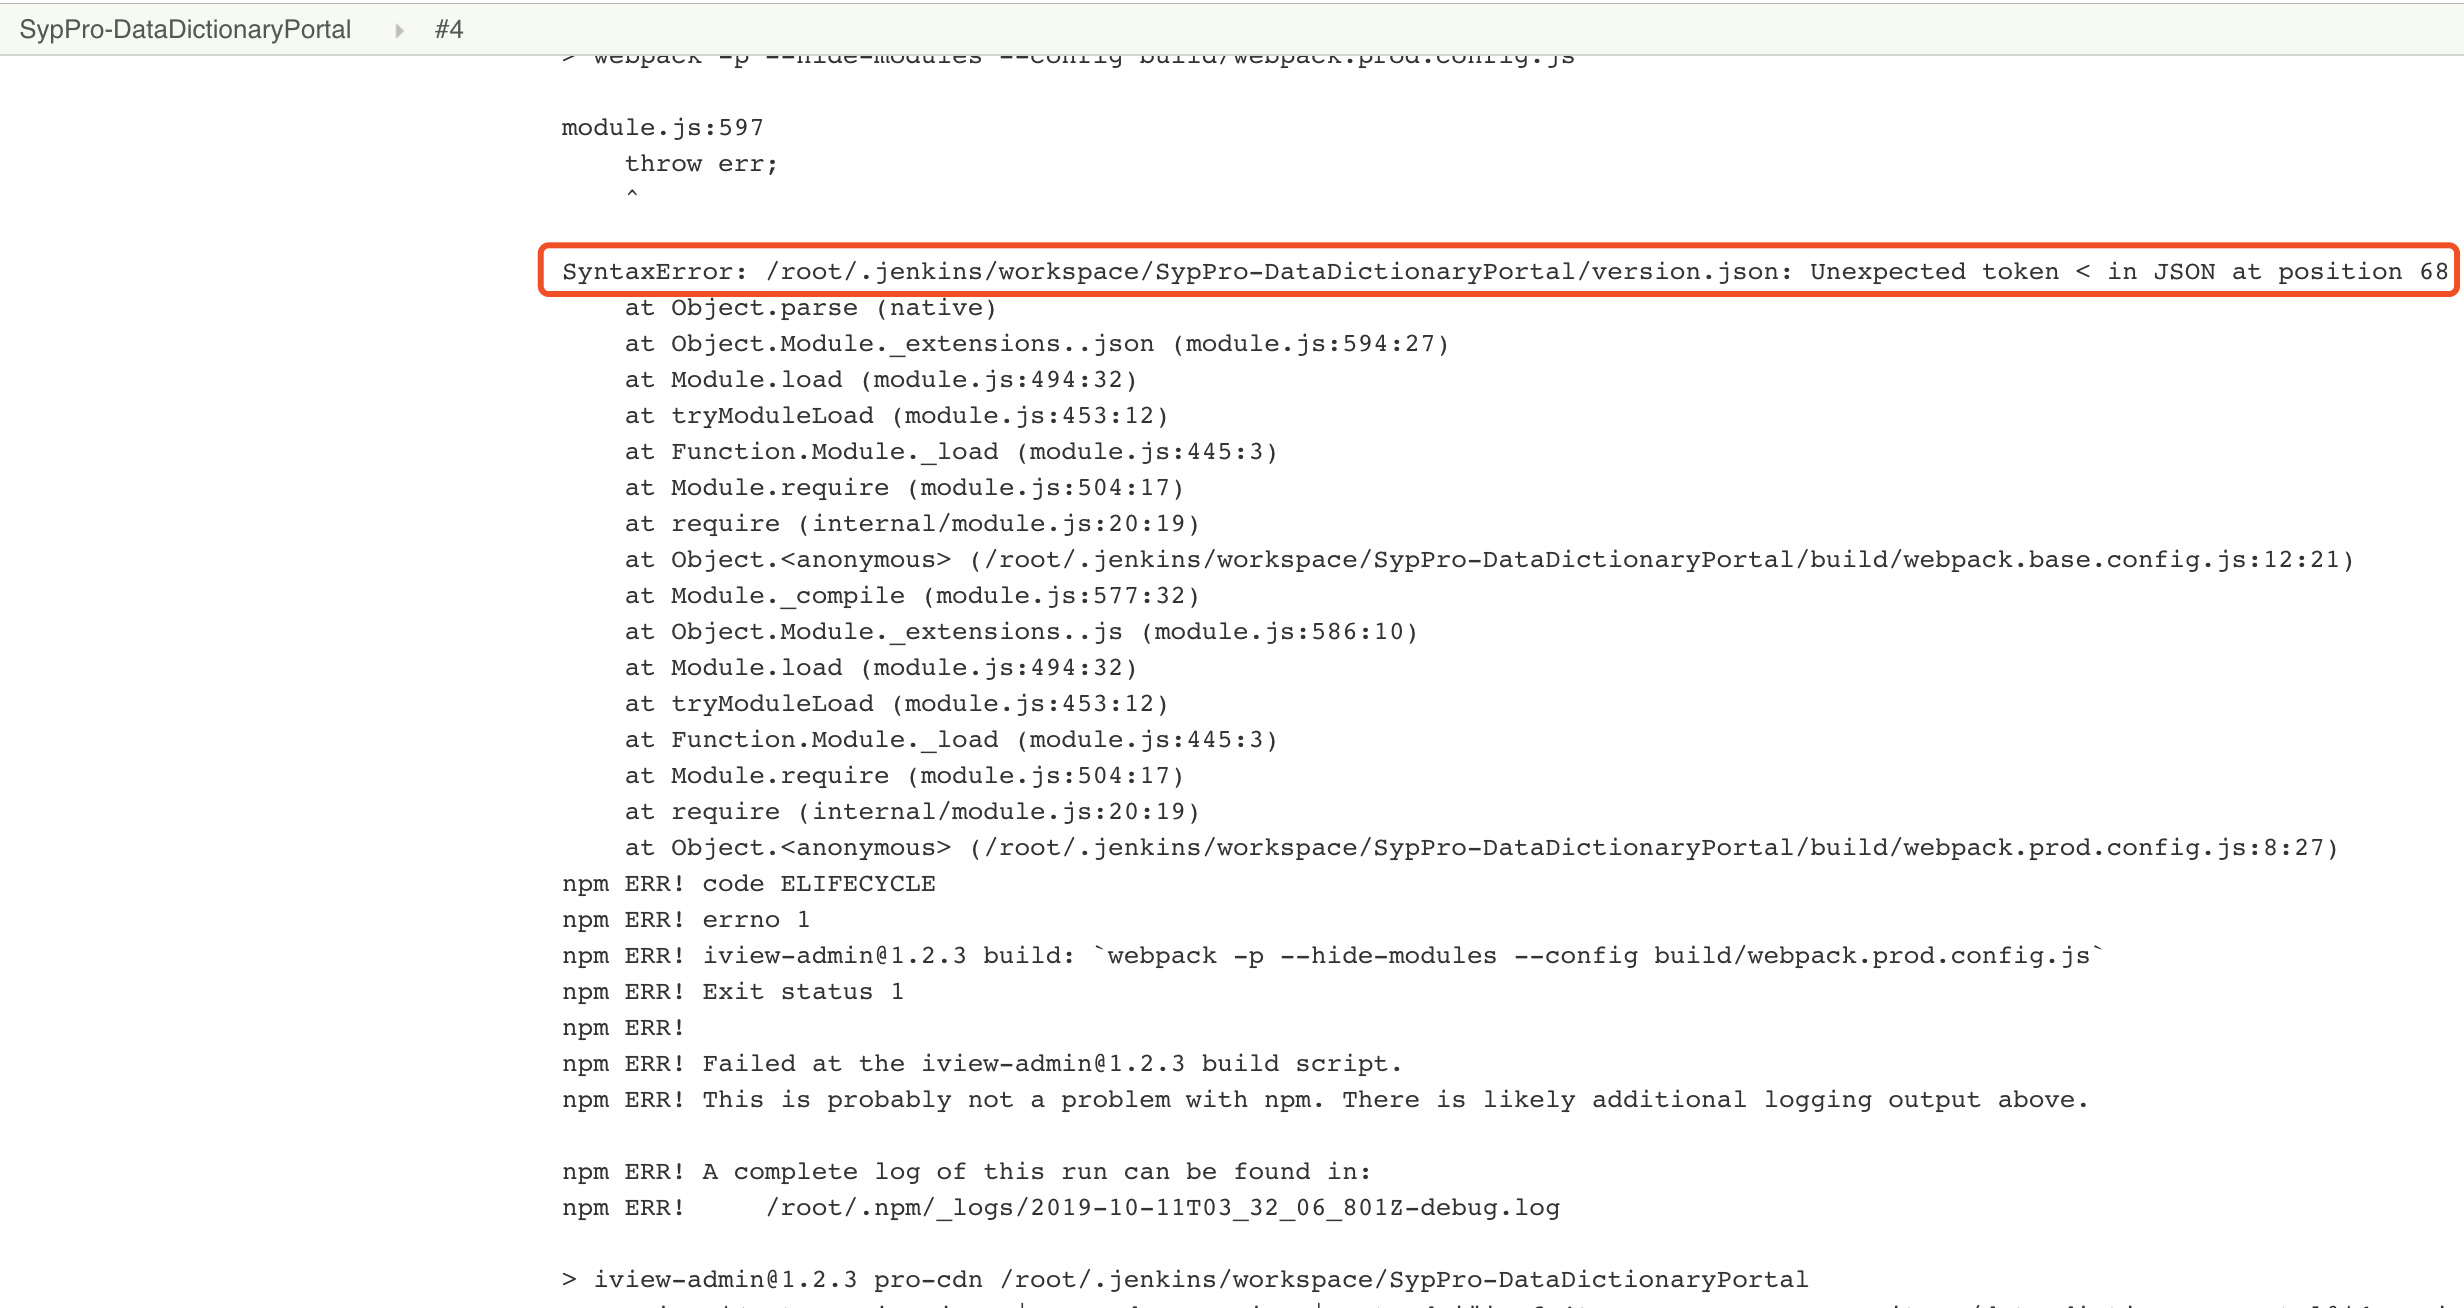 SypPro-DataDictionaryPortal #4
> webpack -p --hide-modules --config build/webpack.prod.config.js
module.js:597
throw err;
^
SyntaxError: /root/.jenkins/workspace/SypPro-DataDictionaryPortal/version.json: Unexpected token < in JSON at position 68
at Object.parse (native)
at Object.Module._extensions..json (module.js:594:27)
at Module.load (module.js:494:32)
at tryModuleLoad (module.js:453:12)
at Function.Module._load (module.js:445:3)
at Module.require (module.js:504:17)
at require (internal/module.js:20:19)
at Object.<anonymous> (/root/.jenkins/workspace/SypPro-DataDictionaryPortal/build/webpack.base.config.js:12:21)
at Module._compile (module.js:577:32)
at Object.Module._extensions..js (module.js:586:10)
at Module.load (module.js:494:32)
at tryModuleLoad (module.js:453:12)
at Function.Module._load (module.js:445:3)
at Module.require (module.js:504:17)
at require (internal/module.js:20:19)
at Object.<anonymous> (/root/.jenkins/workspace/SypPro-DataDictionaryPortal/build/webpack.prod.config.js:8:27)
npm ERR! code ELIFECYCLE
npm ERR! errno 1
npm ERR! iview-admin@1.2.3 build: `webpack -p --hide-modules --config build/webpack.prod.config.js`
npm ERR! Exit status 1
npm ERR!
npm ERR! Failed at the iview-admin@1.2.3 build script.
npm ERR! This is probably not a problem with npm. There is likely additional logging output above.
npm ERR! A complete log of this run can be found in:
npm ERR!     /root/.npm/_logs/2019-10-11T03_32_06_801Z-debug.log
> iview-admin@1.2.3 pro-cdn /root/.jenkins/workspace/SypPro-DataDictionaryPortal